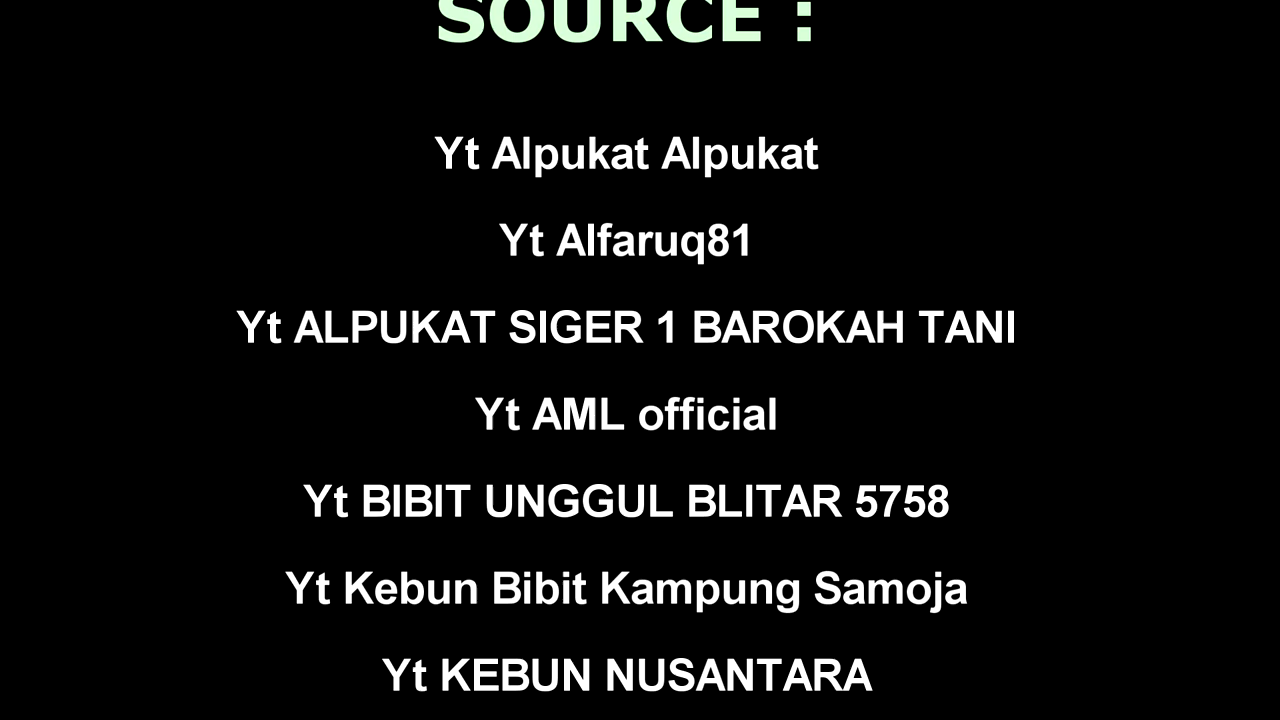 SOURCE :
Yt Alpukat Alpukat
Yt Alfaruq81
Yt ALPUKAT SIGER 1 BAROKAH TANI
Yt AML official
Yt BIBIT UNGGUL BLITAR 5758
Yt Kebun Bibit Kampung Samoja
Yt KEBUN NUSANTARA